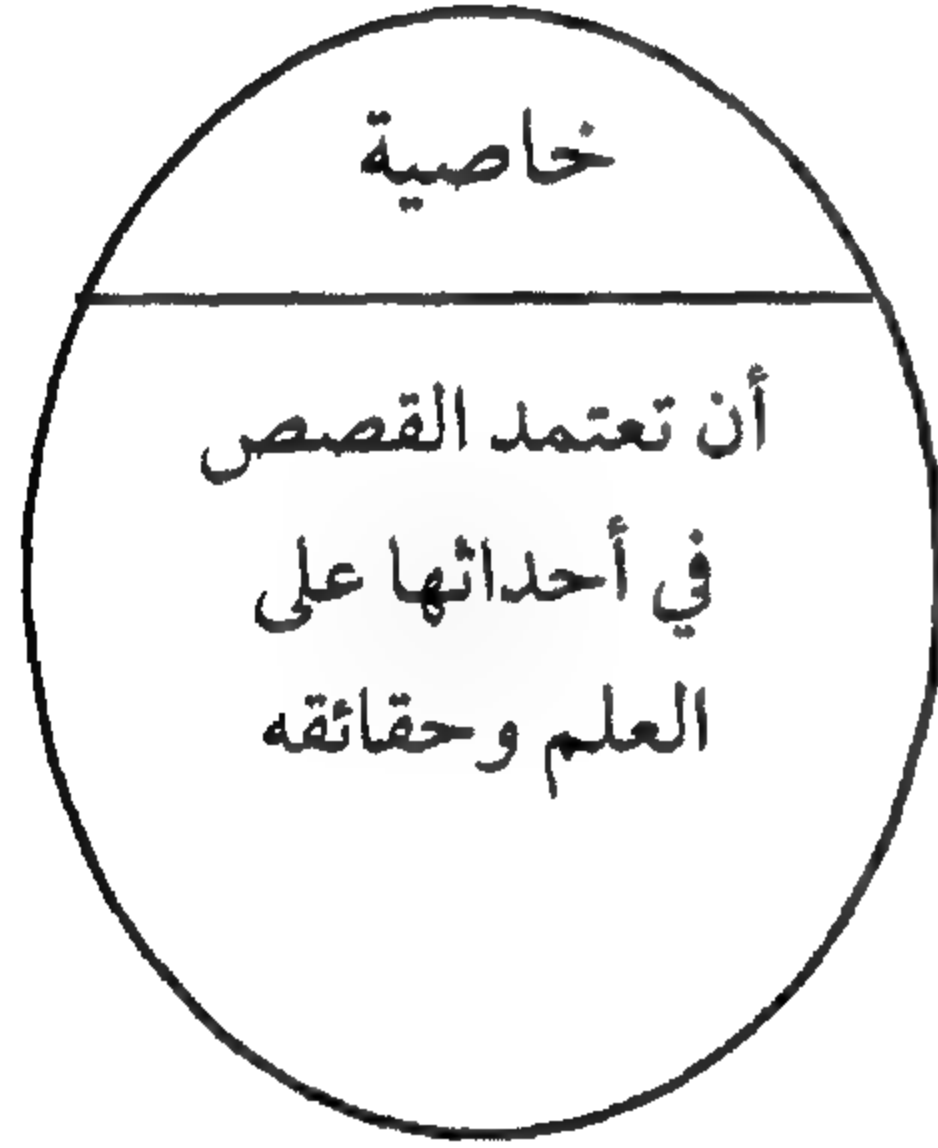 خاصية
أن تعتمد القصص
في أحداثها على
العلم وحقائقه